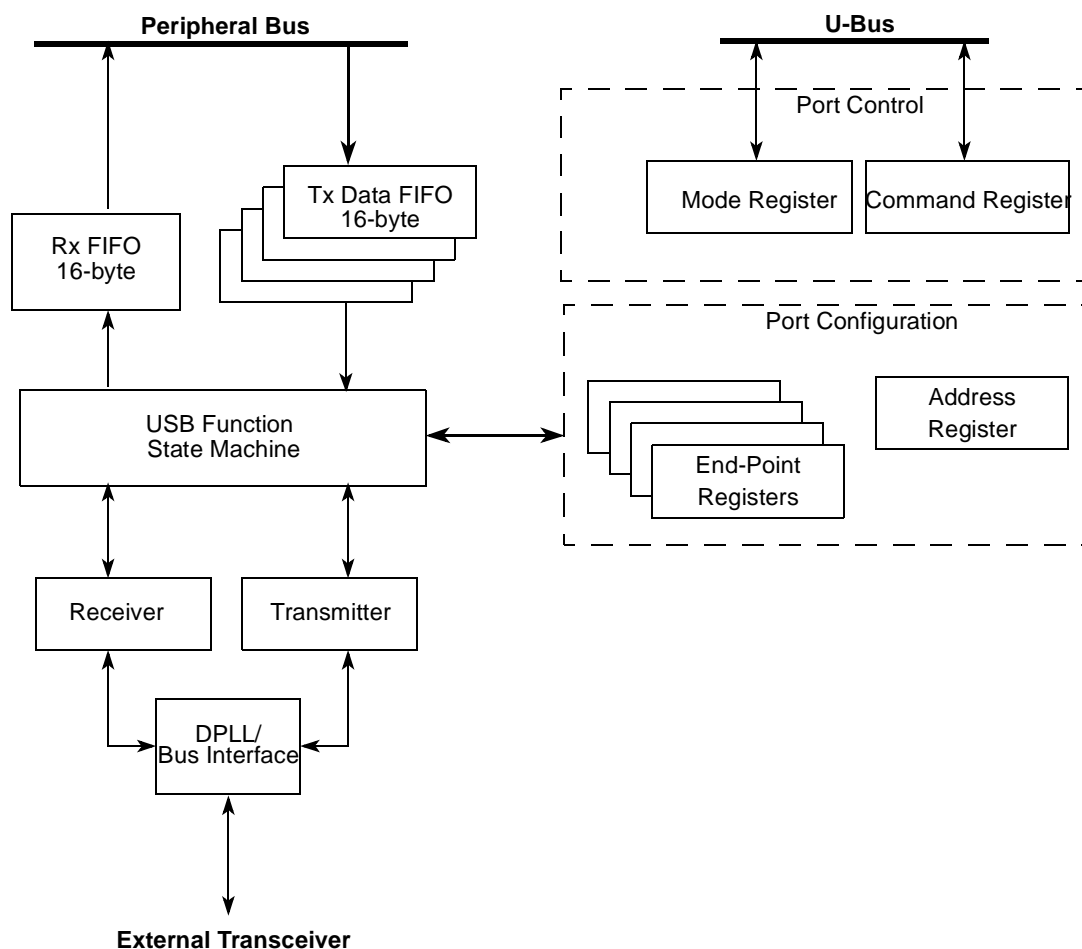 Peripheral Bus
U-Bus
Port Control
Mode Register
Command Register
Tx Data FIFO
16-byte
Rx FIFO
16-byte
Port Configuration
USB Function
State Machine
Address
Register
End-Point
Registers
Receiver
Transmitter
DPLL/
Bus Interface
External Transceiver